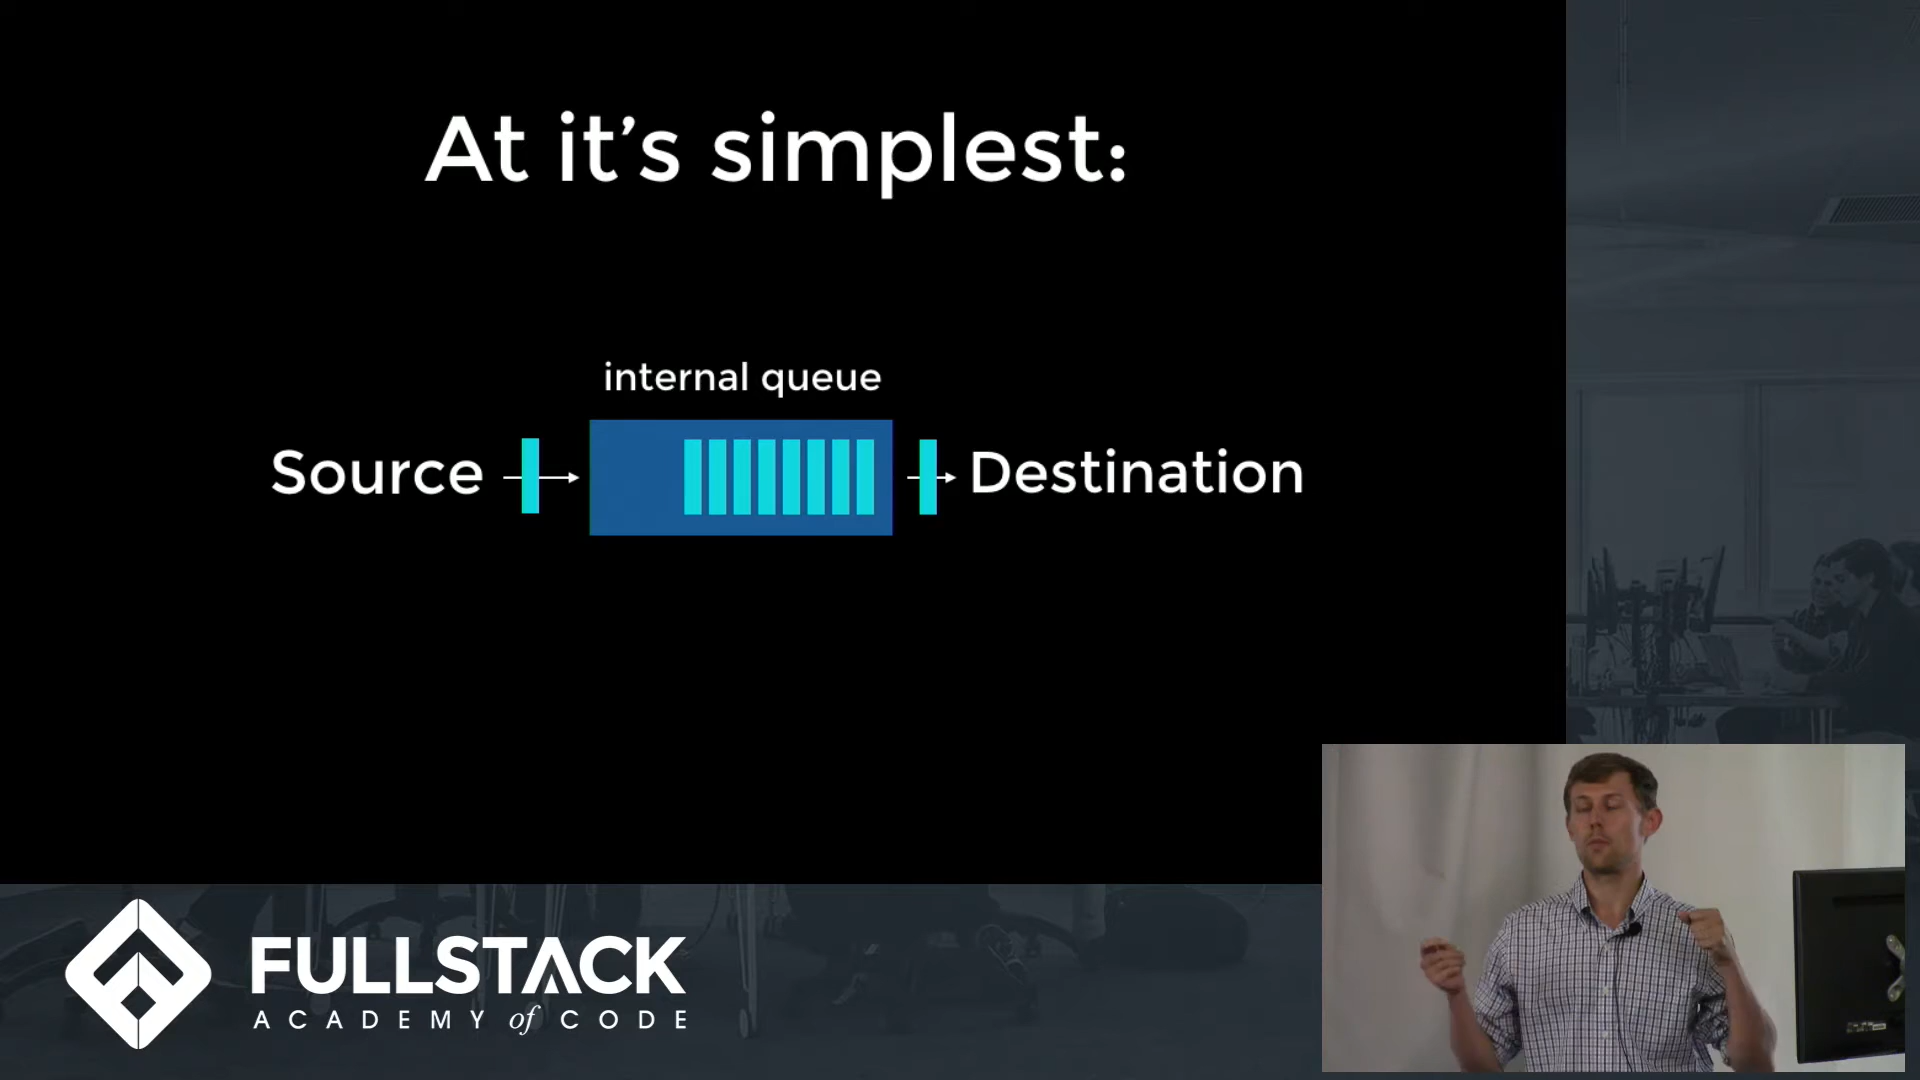 At it’s simplest:
internal queue
Source
Destination
FULLSTACK
ACADEMY of CODE